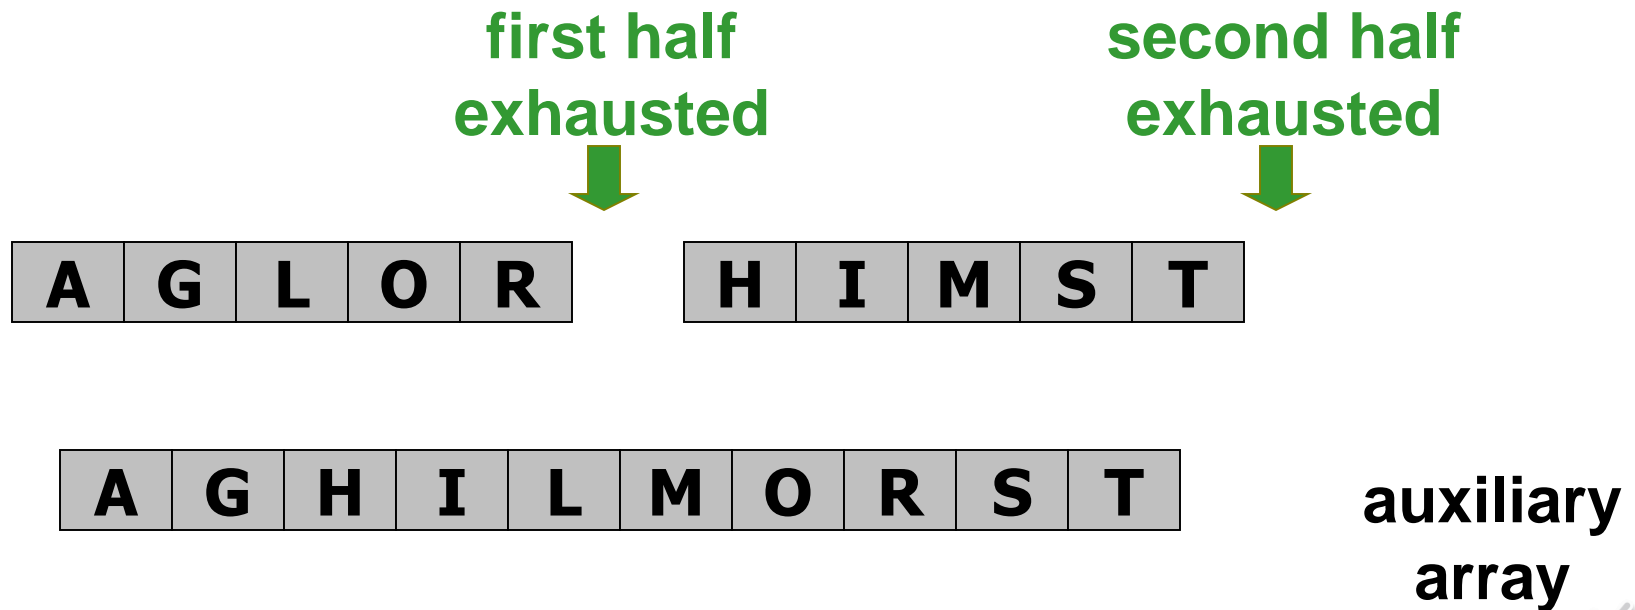 first half
exhausted
second half
exhausted
A G L O R
H I M S T
A G H I L M O R S T
auxiliary
array